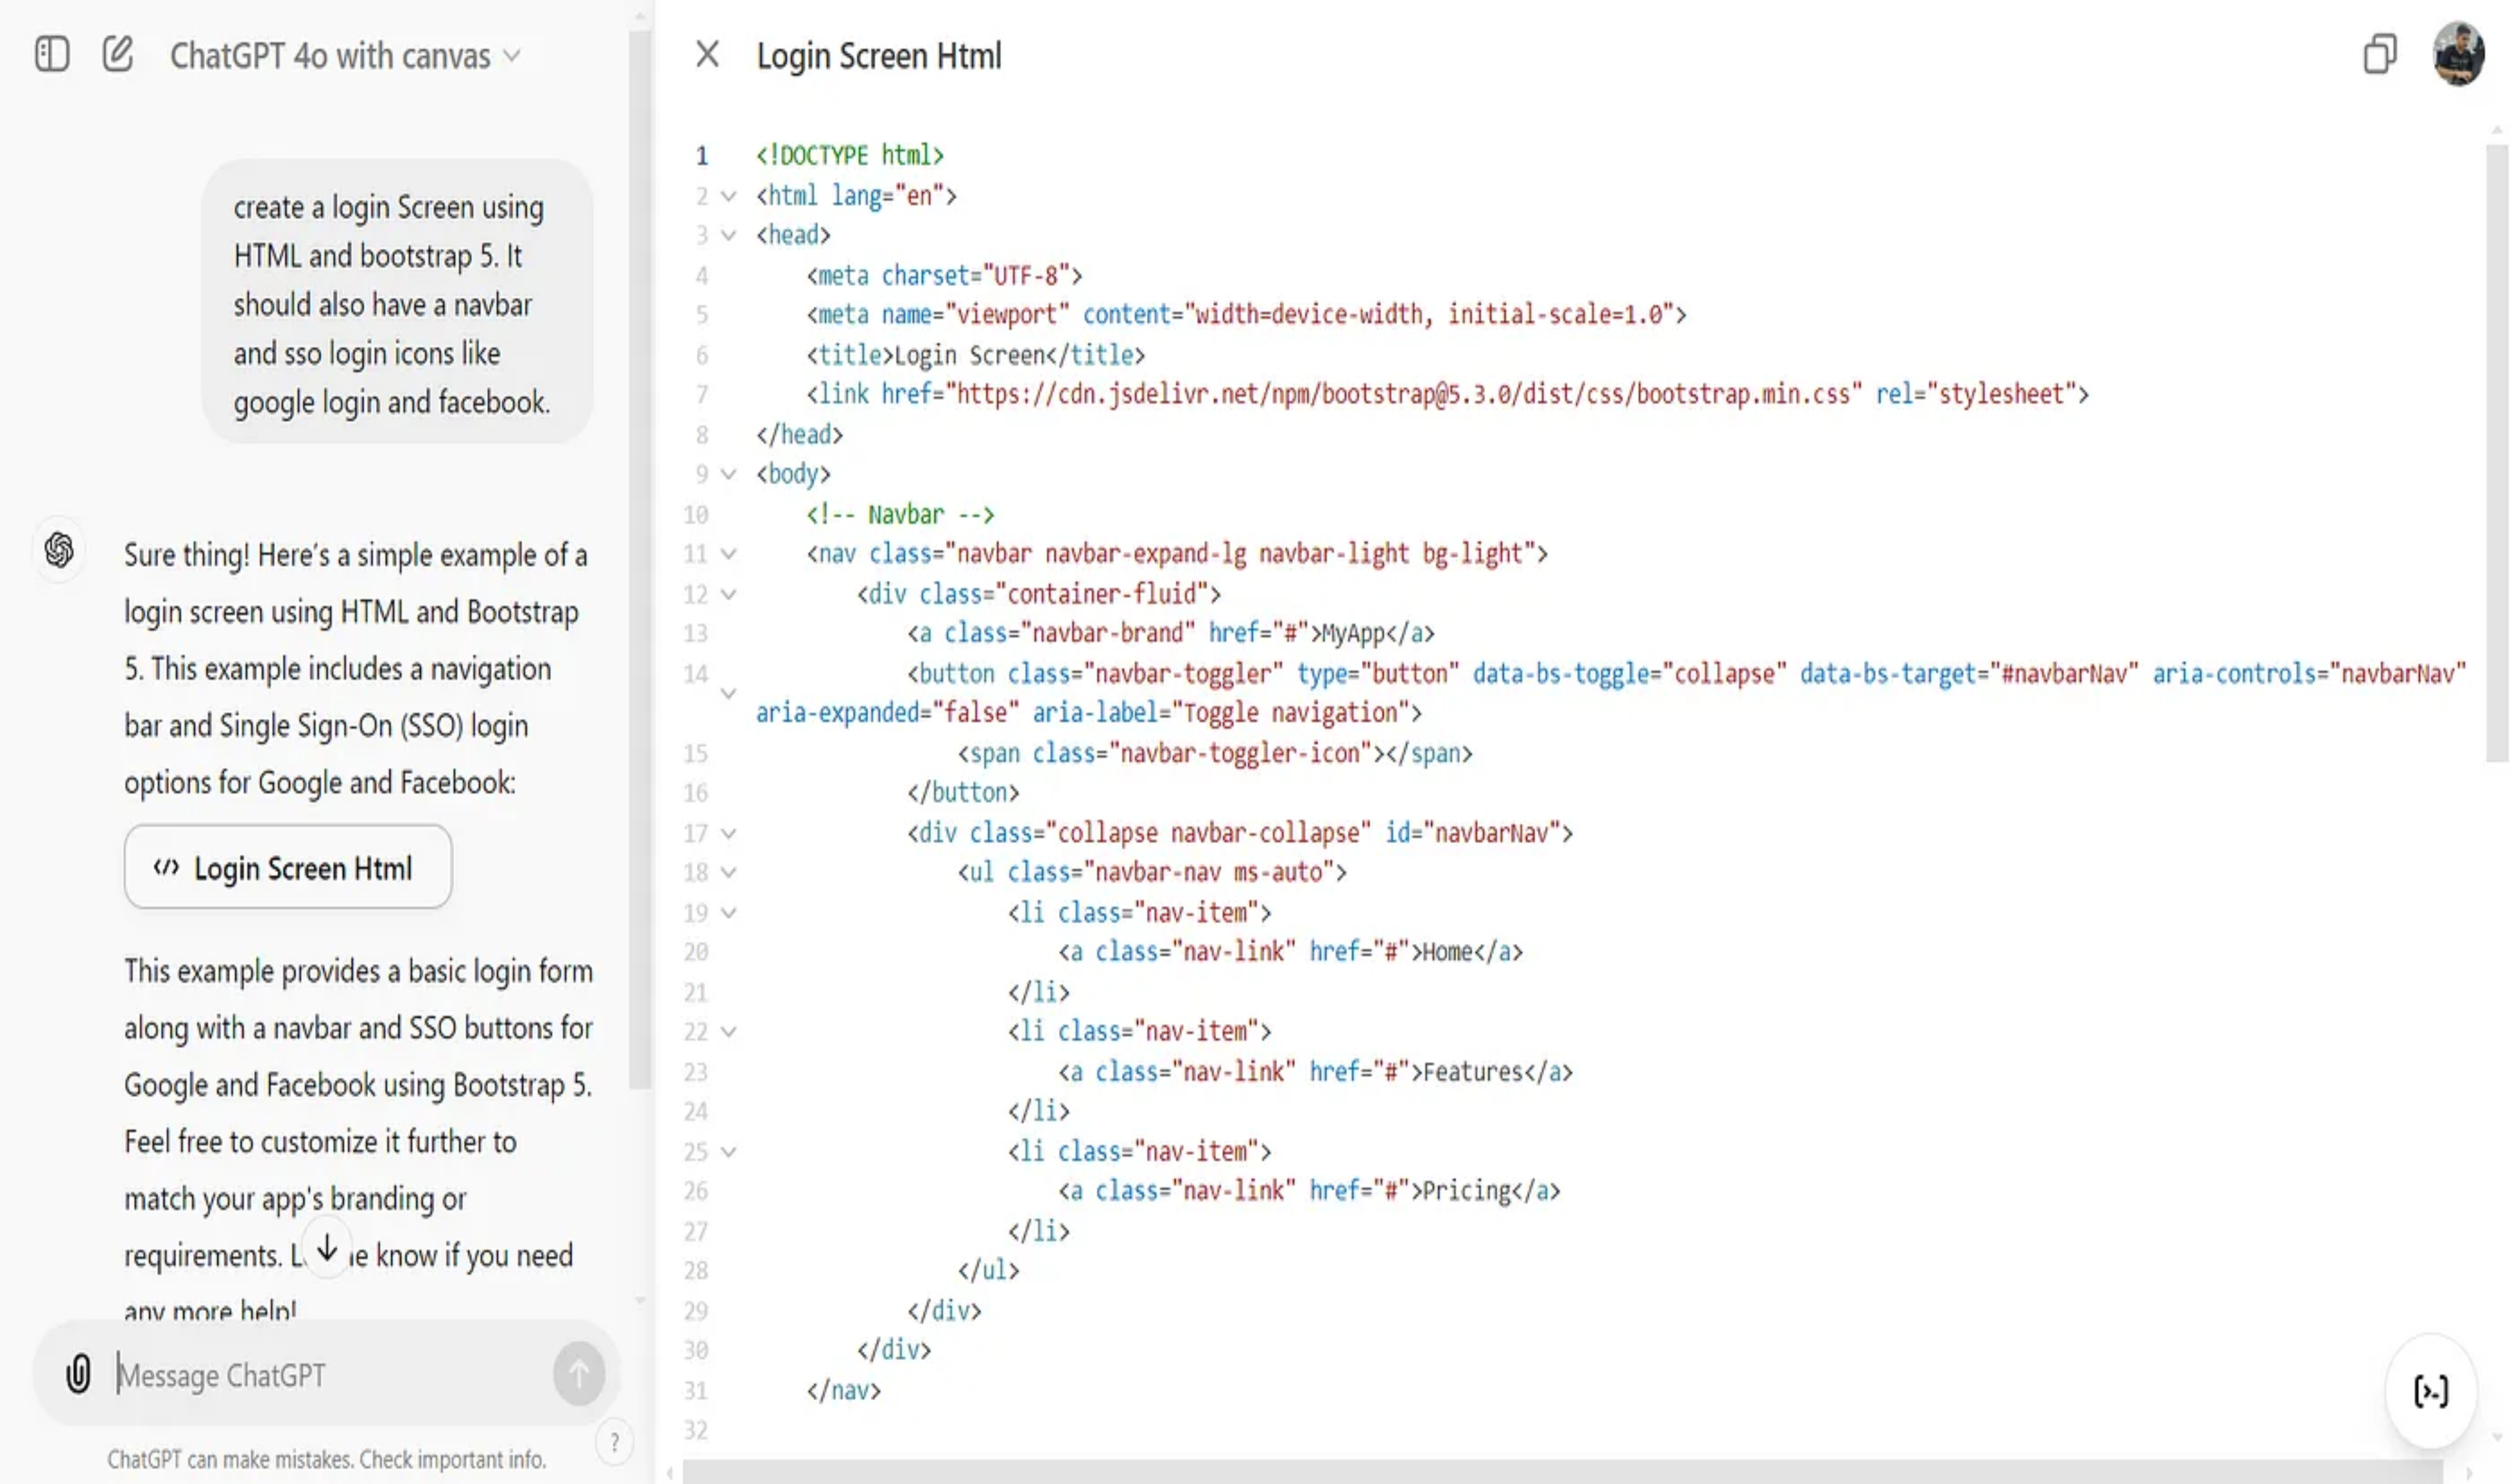 ChatGPT 4o with canvas
create a login Screen using
HTML and bootstrap 5. It
should also have a navbar
and sso login icons like
google login and facebook.
Sure thing! Here's a simple example of a
login screen using HTML and Bootstrap
5. This example includes a navigation
bar and Single Sign-On (SSO) login
options for Google and Facebook:
</> Login Screen Html
This example provides a basic login form
along with a navbar and SSO buttons for
Google and Facebook using Bootstrap 5.
Feel free to customize it further to
match your app's branding or
requirements. know if you need
any more help!
Message ChatGPT
ChatGPT can make mistakes. Check important info.
?
Login Screen Html
1 <!DOCTYPE html>
2 <html lang="en">
3 <head>
4 <meta charset="UTF-8">
5 <meta name="viewport" content="width=device-width, initial-scale=1.0">
6 <title>Login Screen</title>
7 <link href="https://cdn.jsdelivr.net/npm/bootstrap@5.3.0/dist/css/bootstrap.min.css" rel="stylesheet">
8 </head>
9 <body>
10 <!-- Navbar -->
11 <nav class="navbar navbar-expand-lg navbar-light bg-light">
12 <div class="container-fluid">
13 <a class="navbar-brand" href="#">MyApp</a>
14 <button class="navbar-toggler" type="button" data-bs-toggle="collapse" data-bs-target="#navbarNav" aria-controls="navbarNav"
aria-expanded="false" aria-label="Toggle navigation">
15 <span class="navbar-toggler-icon"></span>
16 </button>
17 <div class="collapse navbar-collapse" id="navbarNav">
18 <ul class="navbar-nav ms-auto">
19 <li class="nav-item">
20 <a class="nav-link" href="#">Home</a>
21 </li>
22 <li class="nav-item">
23 <a class="nav-link" href="#">Features</a>
24 </li>
25 <li class="nav-item">
26 <a class="nav-link" href="#">Pricing</a>
27 </li>
28 </ul>
29 </div>
30 </div>
31 </nav>
32